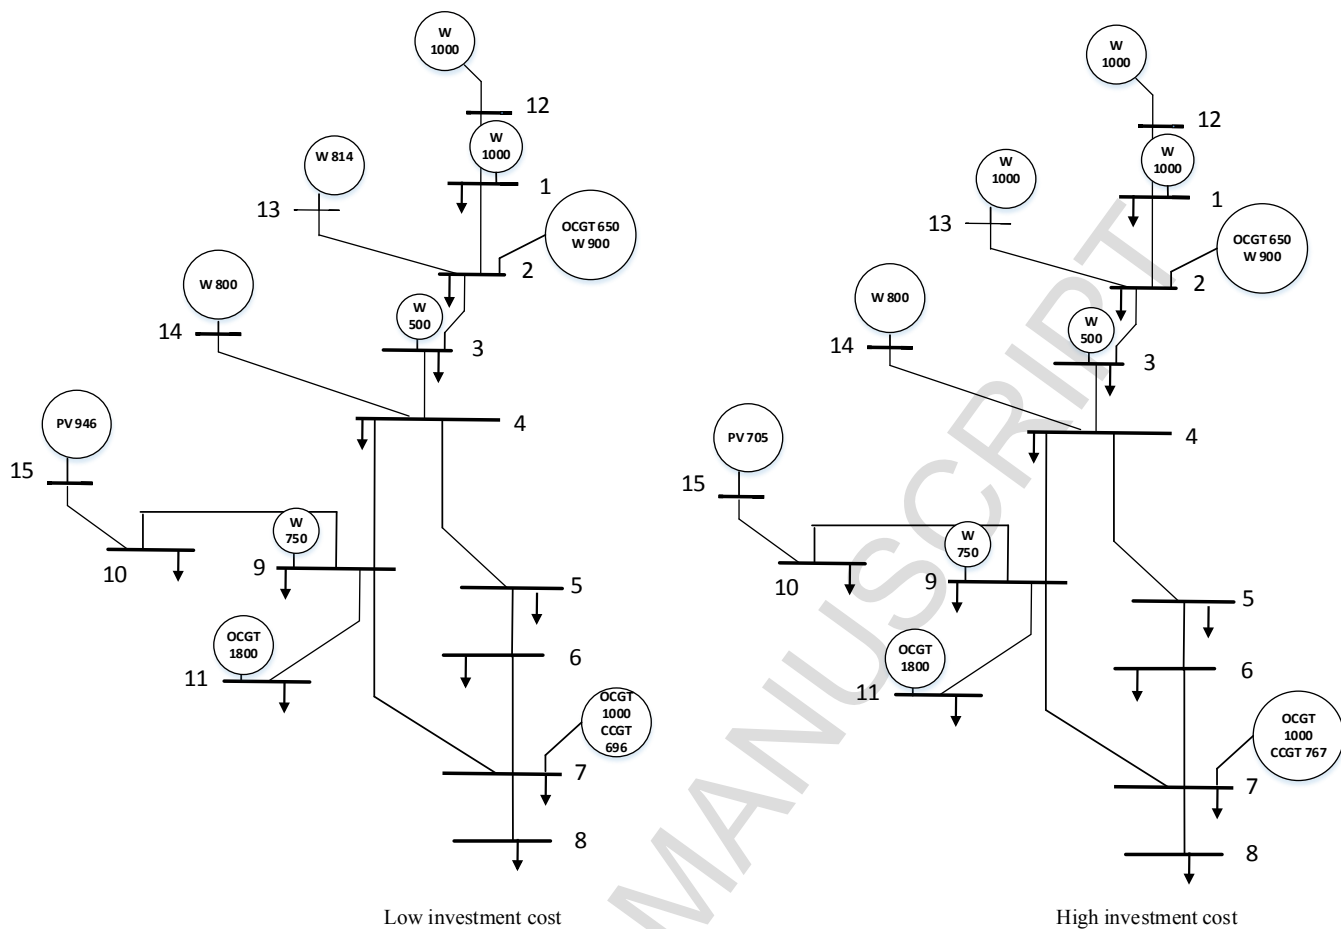 W
1000
12
W
1000
1
W 814
13
OCGT 650
W 900
2
W 800
14
W
500
3
4
PV 946
15
10
W
750
9
5
OCGT
1800
11
6
OCGT
1000
CCGT
696
7
8
Low investment cost
W
1000
12
W
1000
1
W
1000
13
OCGT 650
W 900
2
W 800
14
W
500
3
4
PV 705
15
10
W
750
9
5
OCGT
1800
11
6
OCGT
1000
CCGT 767
7
8
High investment cost
MANUSCRIPT